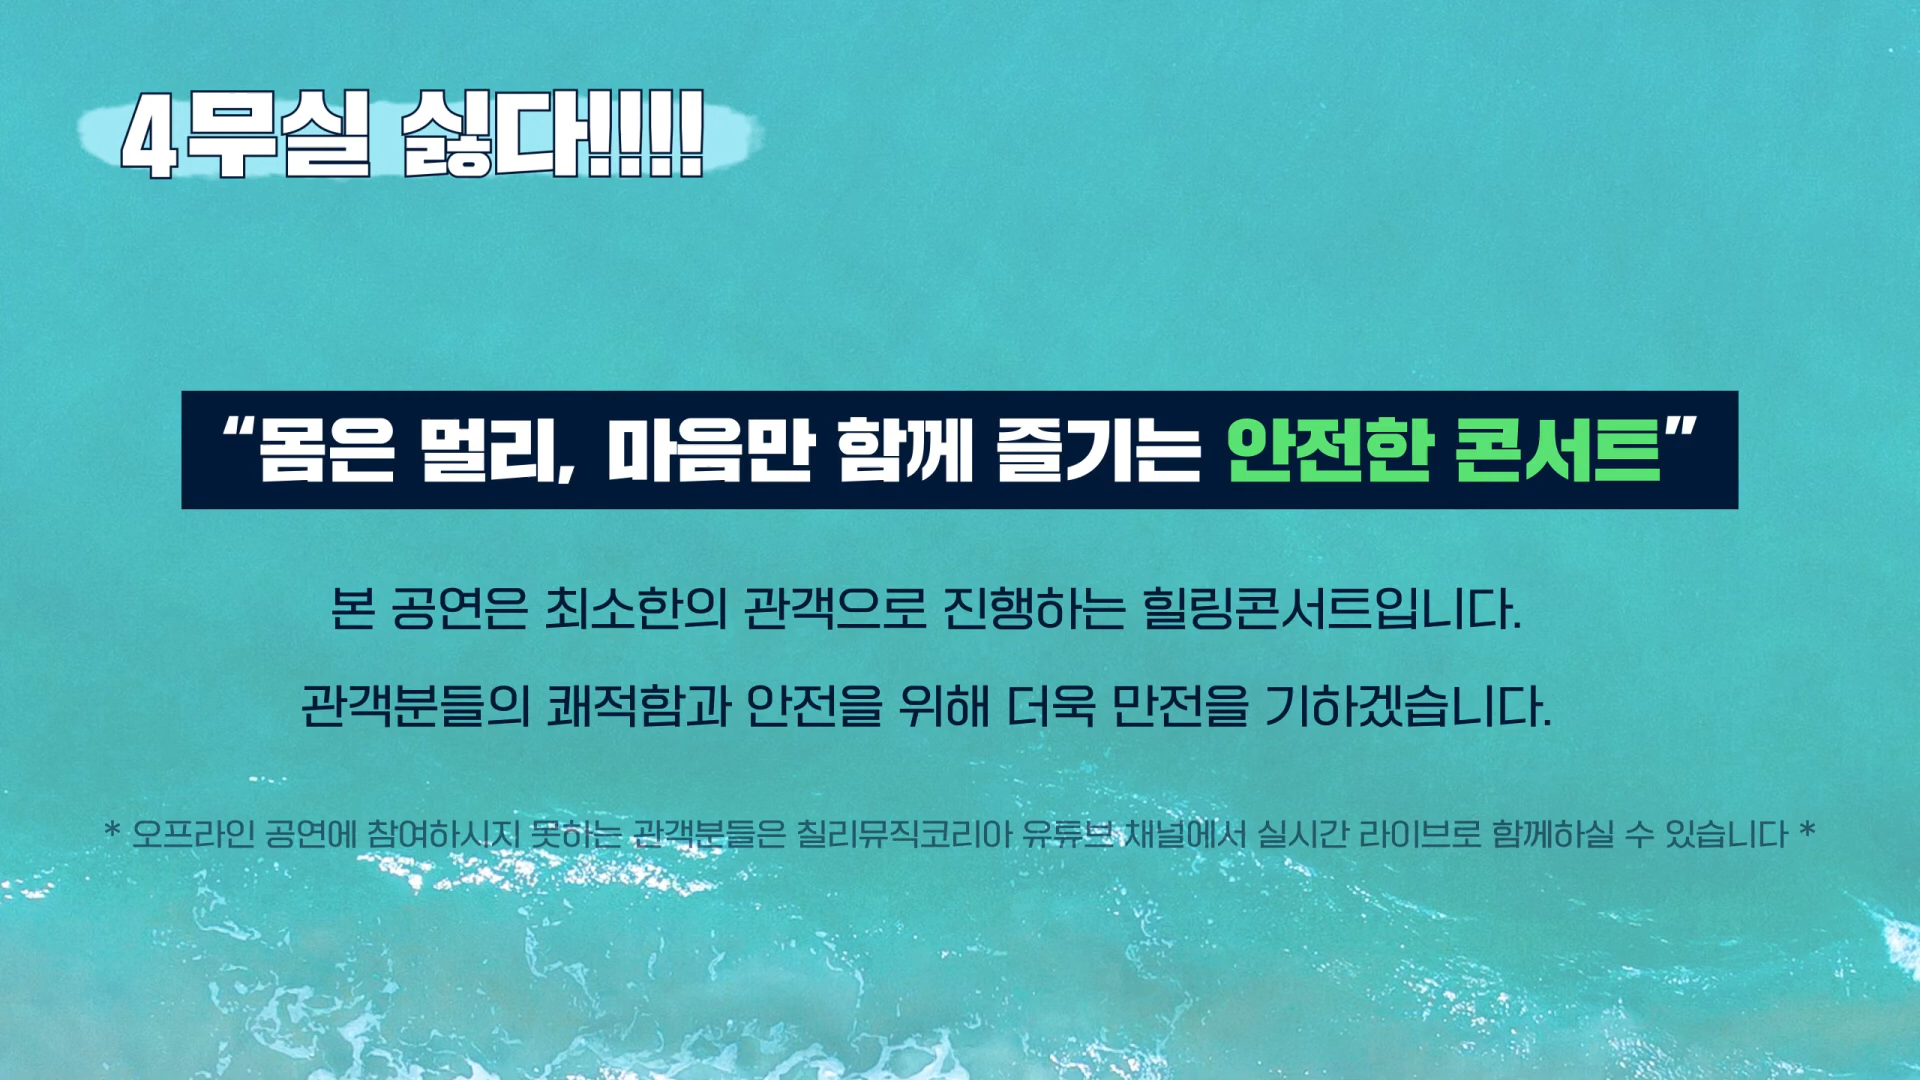 4무실 싫다!!!!
“몸은 멀리, 마음만 함께 즐기는 안전한 콘서트”
본 공연은 최소한의 관객으로 진행하는 힐링콘서트입니다.
관객분들의 쾌적함과 안전을 위해 더욱 만전을 기하겠습니다.
* 오프라인 공연에 참여하시지 못하는 관객분들은 칠리뮤직코리아 유튜브 채널에서 실시간 라이브로 함께하실 수 있습니다 *